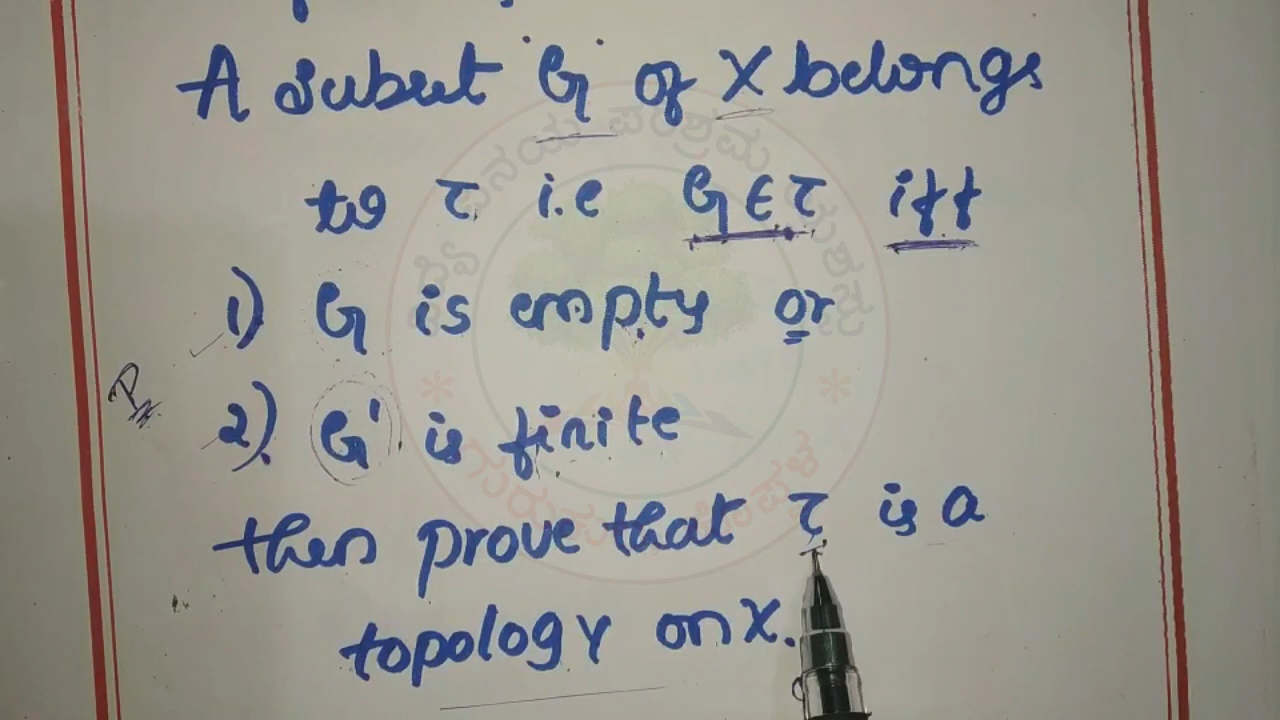 A subset G of X belongs
to τ i.e G∈τ iff
1) G is empty or
2) G' is finite
then prove that τ is a
topology on X.